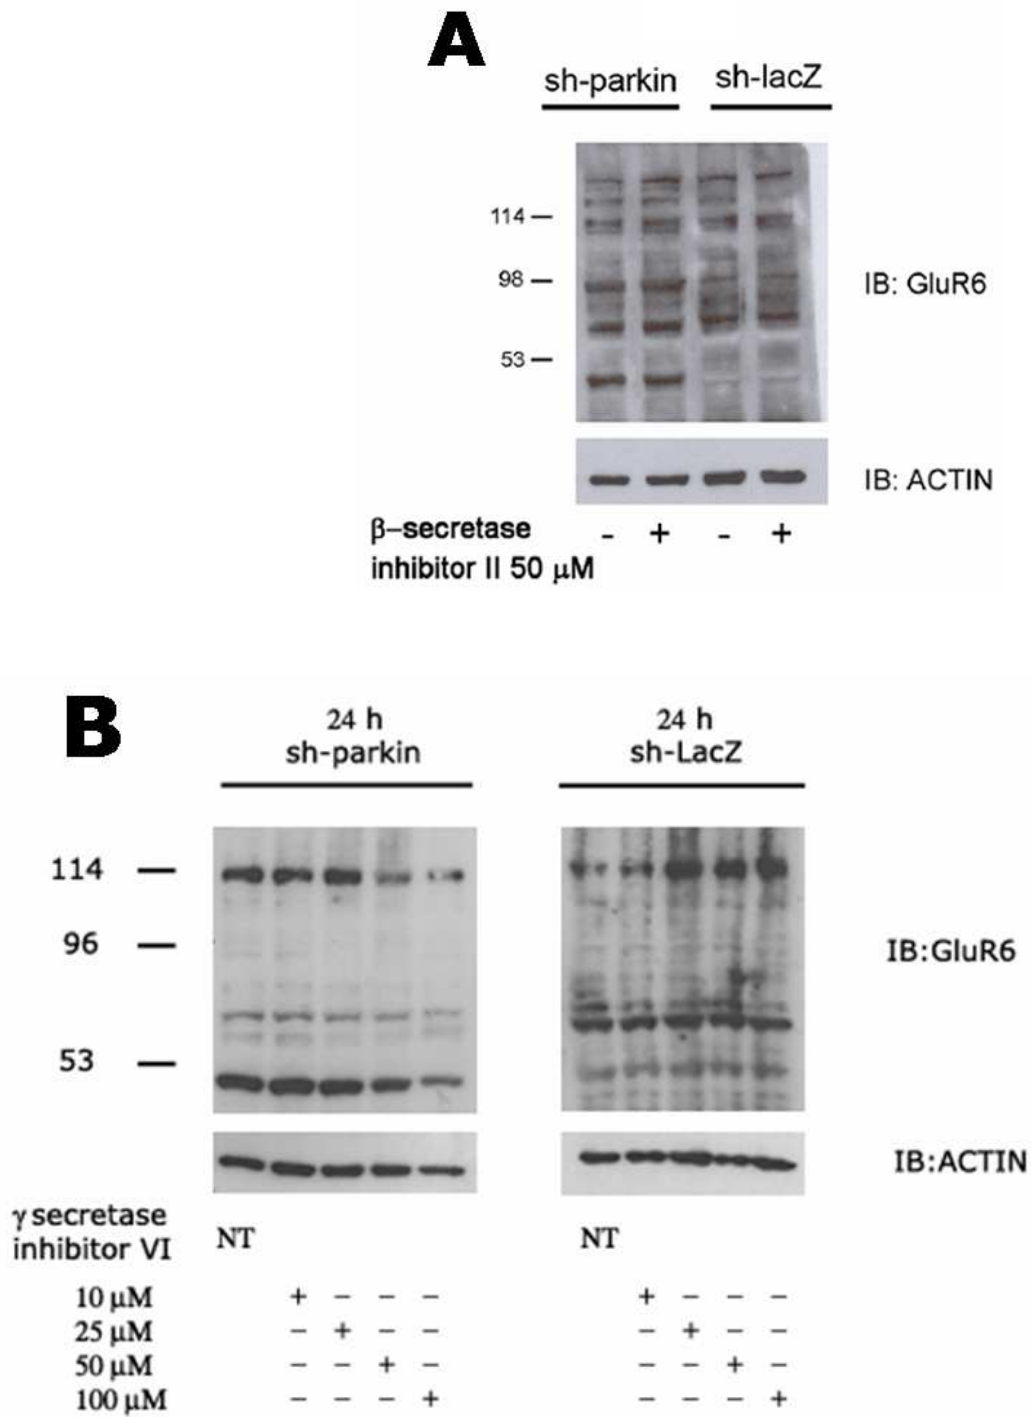 A
sh-parkin sh-lacZ
114
98
53
IB: GluR6
IB: ACTIN
β–secretase - + - +
inhibitor II 50 μM
B
24 h 24 h
sh-parkin sh-LacZ
114
96
53
IB:GluR6
IB:ACTIN
γ secretase
inhibitor VI NT NT
10 μM + – – – + – – –
25 μM – + – – – + – –
50 μM – – + – – – + –
100 μM – – – + – – – +